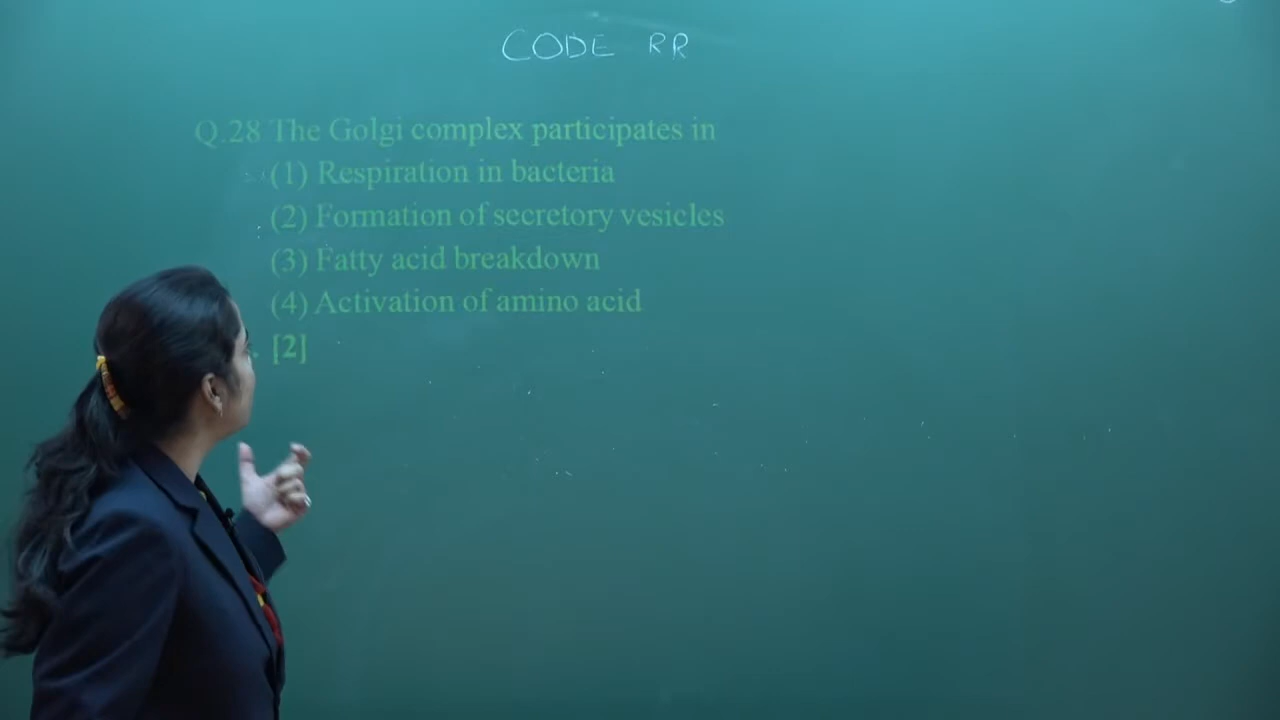 CODE RR
Q.28 The Golgi complex participates in
(1) Respiration in bacteria
(2) Formation of secretory vesicles
(3) Fatty acid breakdown
(4) Activation of amino acid
. [2]